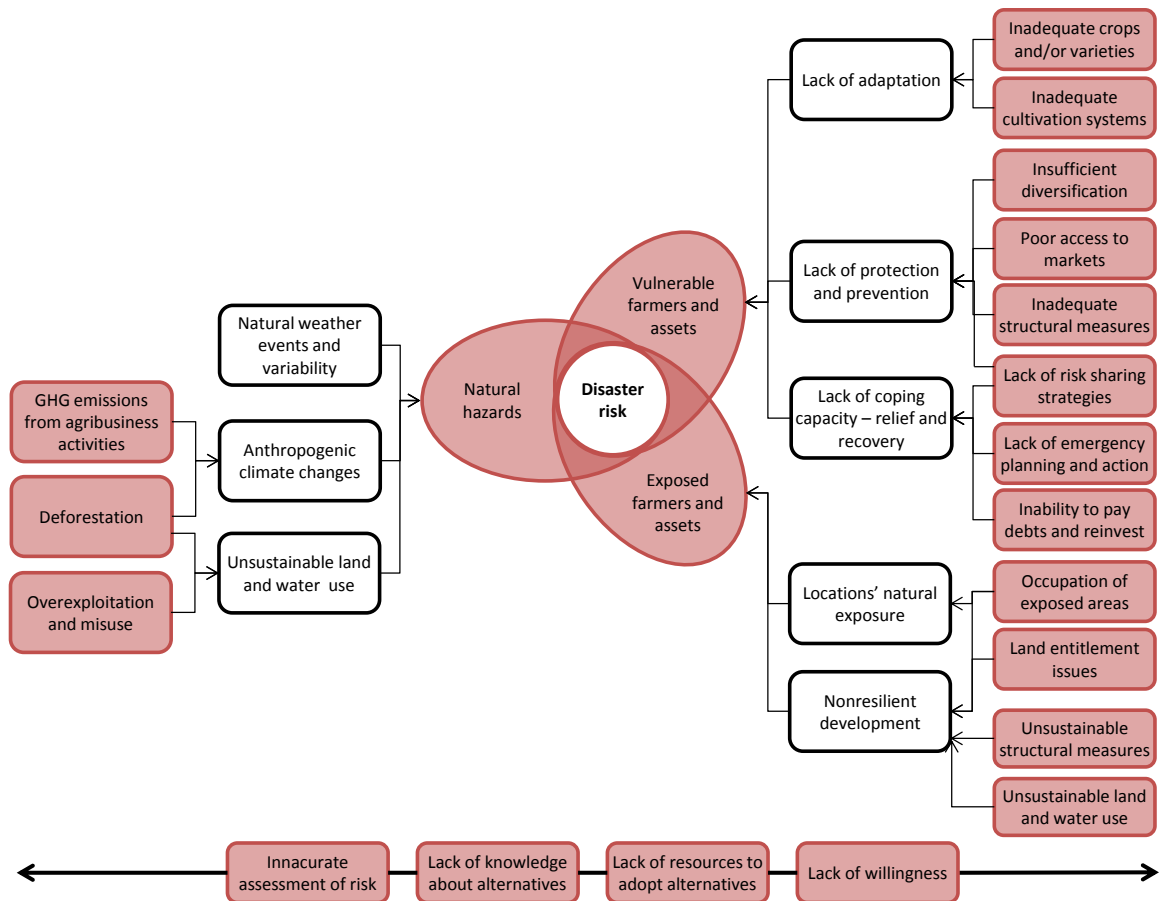 Natural weather
events and
variability
GHG emissions
from agribusiness
activities
Anthropogenic
climate changes
Deforestation
Unsustainable land
and water use
Overexploitation
and misuse
Natural
hazards
Vulnerable
farmers and
assets
Disaster
risk
Exposed
farmers and
assets
Lack of adaptation
Lack of protection
and prevention
Lack of coping
capacity – relief and
recovery
Locations’ natural
exposure
Nonresilient
development
Inadequate crops
and/or varieties
Inadequate
cultivation systems
Insufficient
diversification
Poor access to
markets
Inadequate
structural measures
Lack of risk sharing
strategies
Lack of emergency
planning and action
Inability to pay
debts and reinvest
Occupation of
exposed areas
Land entitlement
issues
Unsustainable
structural measures
Unsustainable land
and water use
Innacurate
assessment of risk
Lack of knowledge
about alternatives
Lack of resources to
adopt alternatives
Lack of willingness